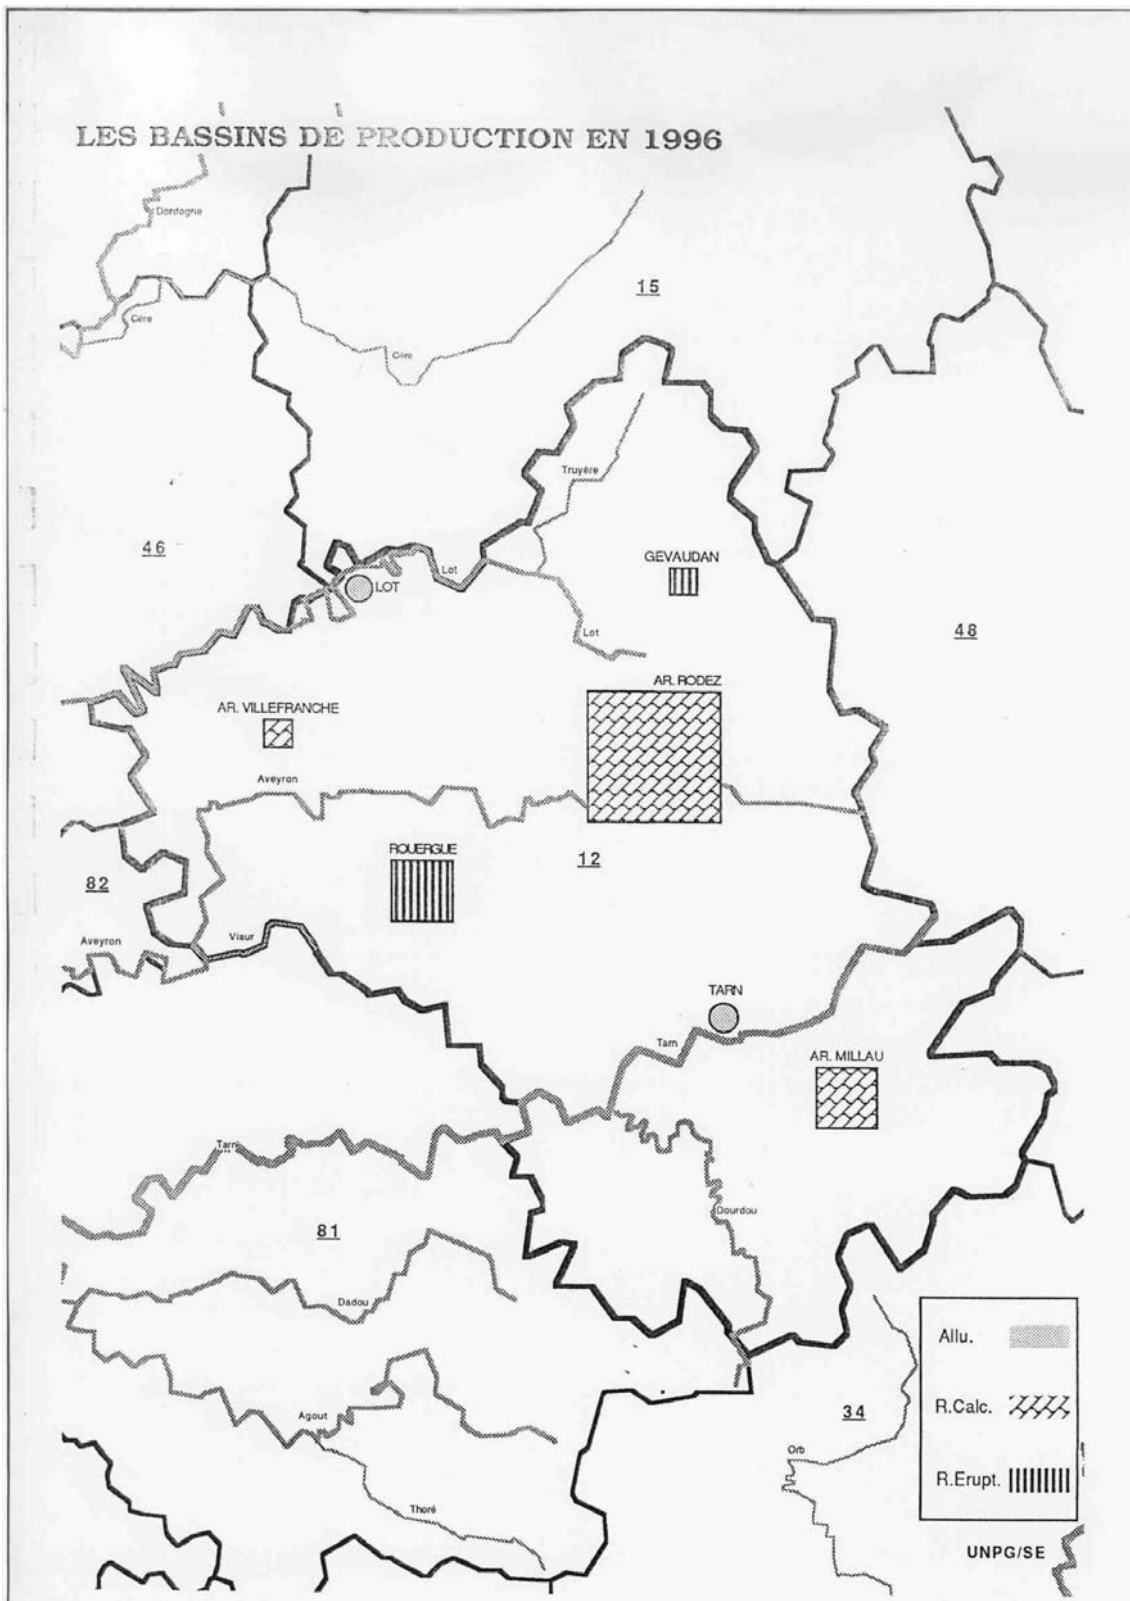 LES BASSINS DE PRODUCTION EN 1996
Dordogne
15
Cère
Cère
Truyère
46
GEVAUDAN
Lot
LOT
48
Lot
AR. RODEZ
AR. VILLEFRANCHE
Aveyron
ROUERGUE
12
82
Aveyron
Viaur
TARN
Tarn
AR. MILLAU
Tarn
Dourdou
81
Dadou
Allu.
R.Calc.
34
Agout
Orb
R.Erupt.
Thoré
UNPG/SE